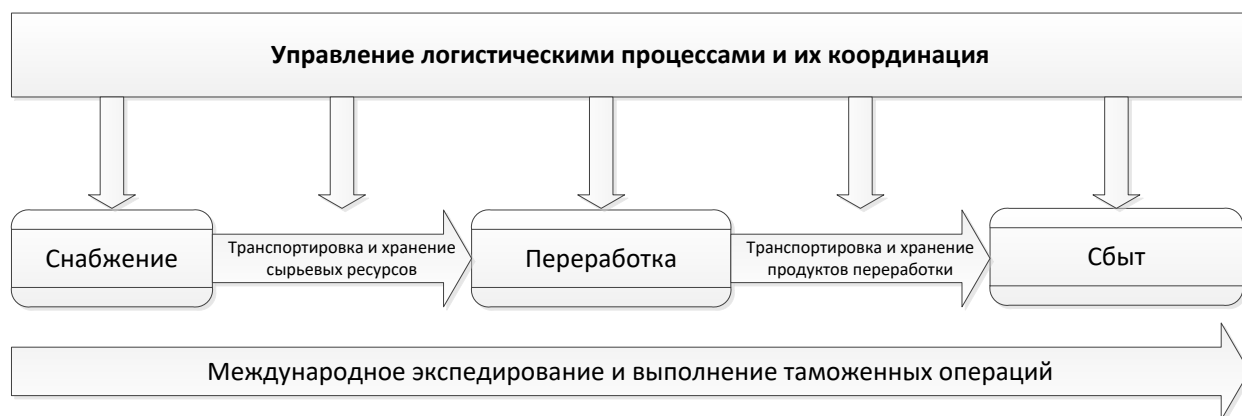 Управление логистическими процессами и их координация
Снабжение
Транспортировка и хранение
сырьевых ресурсов
Переработка
Транспортировка и хранение
продуктов переработки
Сбыт
Международное экспедирование и выполнение таможенных операций